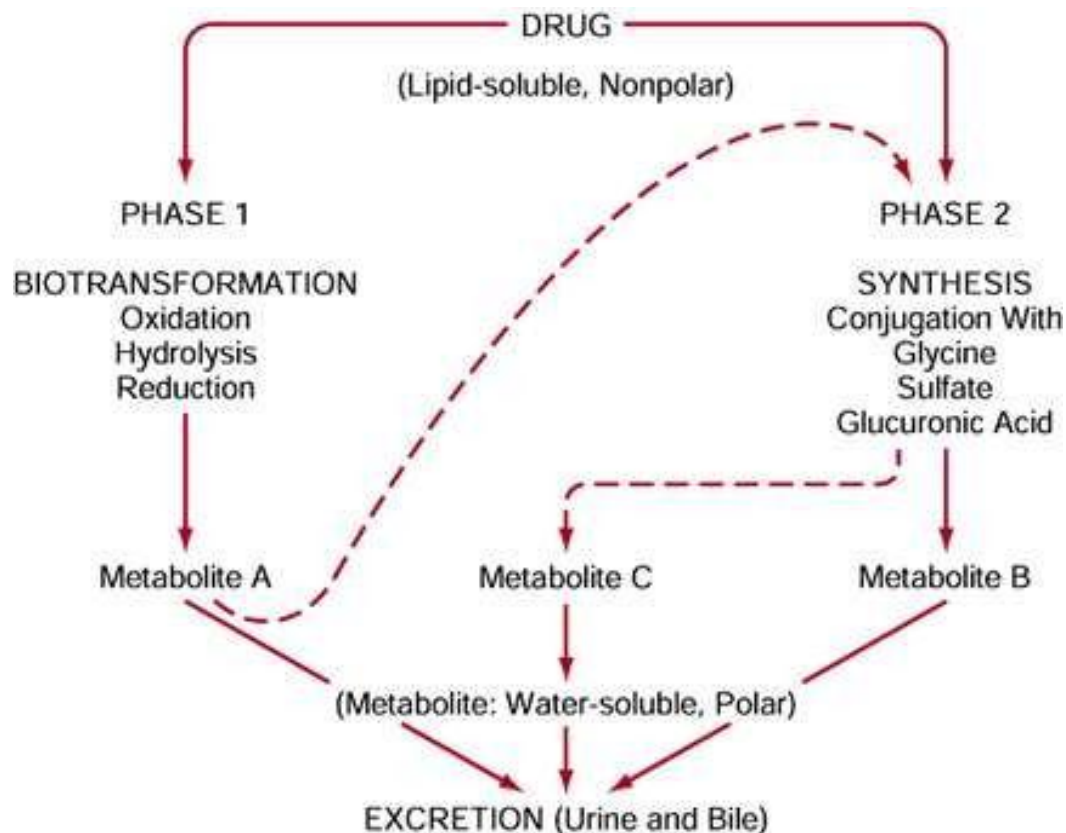 DRUG
(Lipid-soluble, Nonpolar)
PHASE 1
BIOTRANSFORMATION
Oxidation
Hydrolysis
Reduction
PHASE 2
SYNTHESIS
Conjugation With
Glycine
Sulfate
Glucuronic Acid
Metabolite A
Metabolite C
Metabolite B
(Metabolite: Water-soluble, Polar)
EXCRETION (Urine and Bile)